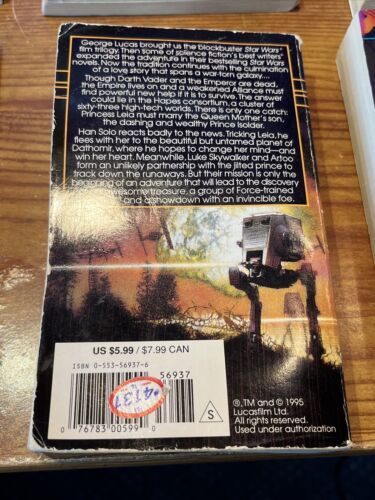 George Lucas brought us the blockbuster Star Wars
film trilogy. Then some of science fiction's best writers
expanded the adventure in their bestselling Star Wars
novels. Now the tradition continues with the culmination
of a love story that spans a war-torn galaxy....
Though Darth Vader and the Emperor are dead,
the Empire lives on and a weakened Alliance must
find powerful new help if it is to survive. The answer
could lie in the Hapes consortium, a cluster of
sixty-three high-tech worlds. There is only one catch:
Princess Leia must marry the Queen Mother's son,
the dashing and wealthy Prince Isolder.
Han Solo reacts badly to the news. Tricking Leia, he
flees with her to the beautiful but untamed planet of
Dathomir, where he hopes to change her mind—and
win her heart. Meanwhile, Luke Skywalker and Artoo
form an unlikely partnership with the jilted prince to
track down the runaways. But their mission is only the
beginning of an adventure that will lead to the discovery
awesome treasure, a group of Force-trained
and a showdown with an invincible foe.
US $5.99 / $7.99 CAN
ISBN 0-553-56937-6
56937
4737
0 76783 00599 0
S
®, TM and © 1995
Lucasfilm Ltd.
All rights reserved.
Used under authorization